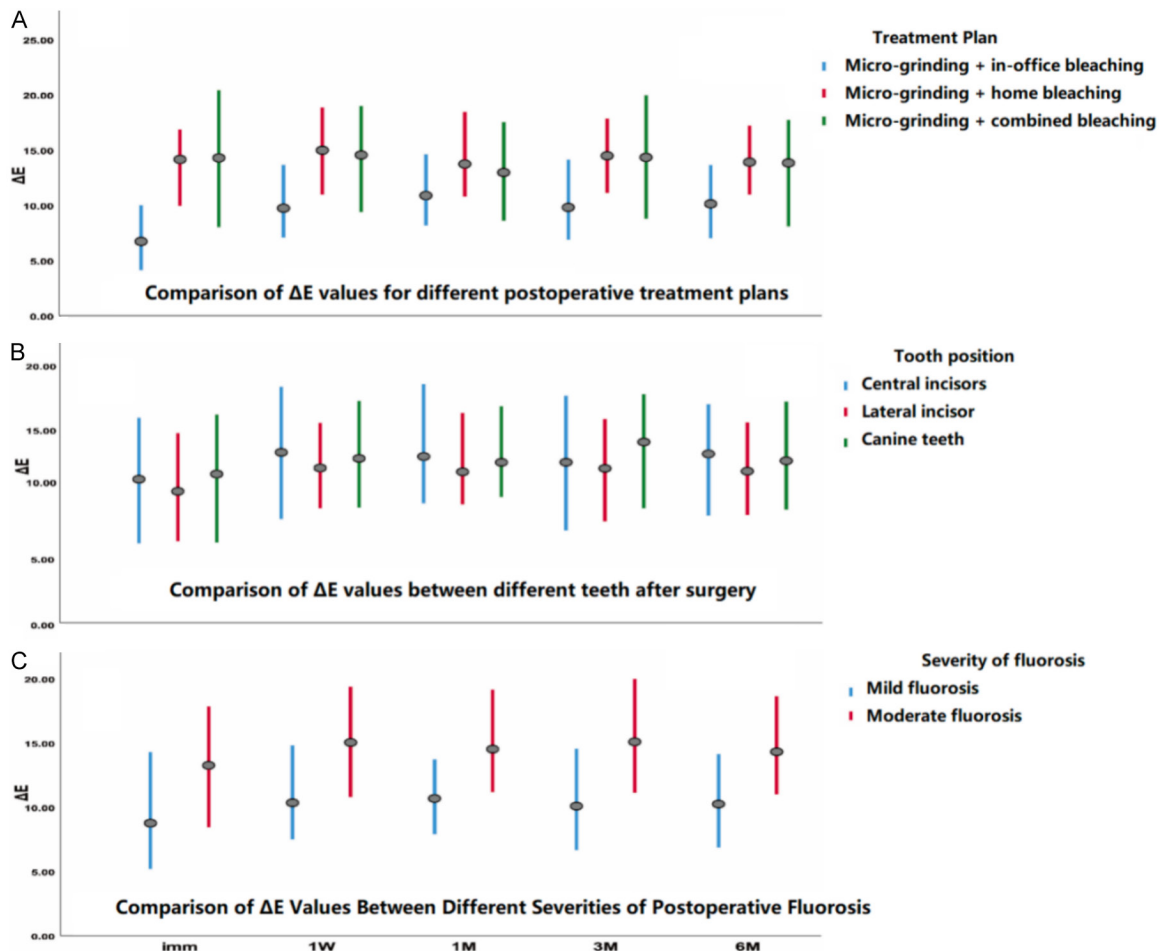 A
Treatment Plan
Micro-grinding + in-office bleaching
Micro-grinding + home bleaching
Micro-grinding + combined bleaching
25.00
20.00
15.00
10.00
5.00
0.00
ΔE
Comparison of ΔE values for different postoperative treatment plans
B
Tooth position
Central incisors
Lateral incisor
Canine teeth
20.00
15.00
10.00
5.00
0.00
ΔE
Comparison of ΔE values between different teeth after surgery
C
Severity of fluorosis
Mild fluorosis
Moderate fluorosis
20.00
15.00
10.00
5.00
0.00
ΔE
Comparison of ΔE Values Between Different Severities of Postoperative Fluorosis
imm 1W 1M 3M 6M